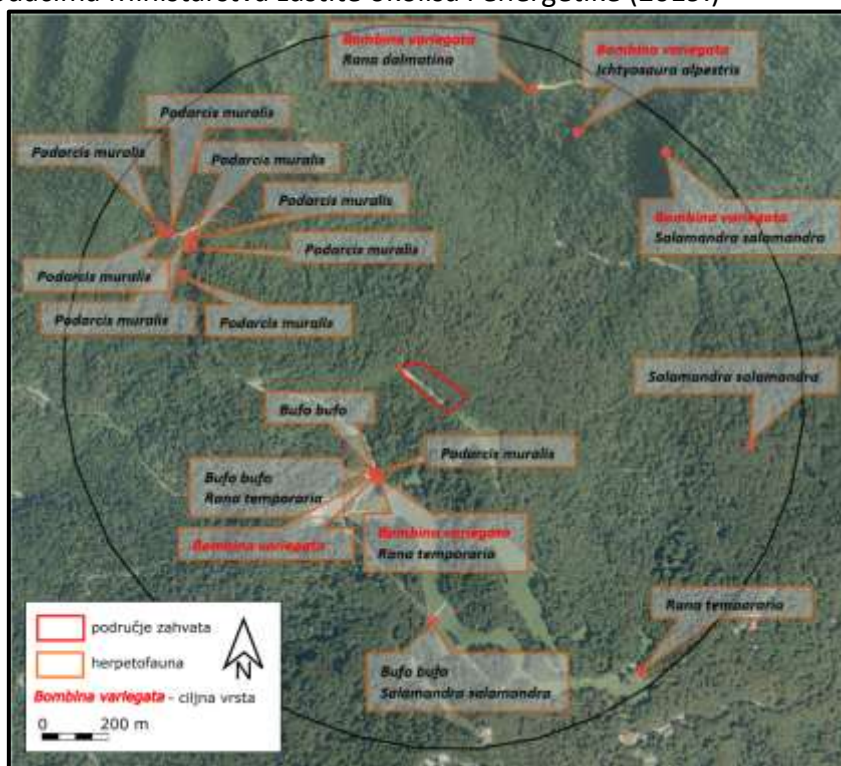 Bombina variegata
Rana dalmatina
Bombina variegata
Ichtyosaura alpestris
Podarcis muralis
Podarcis muralis
Podarcis muralis
Podarcis muralis
Podarcis muralis
Podarcis muralis
Podarcis muralis
Podarcis muralis
Bombina variegata
Salamandra salamandra
Salamandra salamandra
Bufo bufo
Podarcis muralis
Bufo bufo
Rana temporaria
Bombina variegata
Bombina variegata
Rana temporaria
Rana temporaria
Bufo bufo
Salamandra salamandra
područje zahvata
herpetofauna
Bombina variegata - ciljna vrsta
N
0 200 m